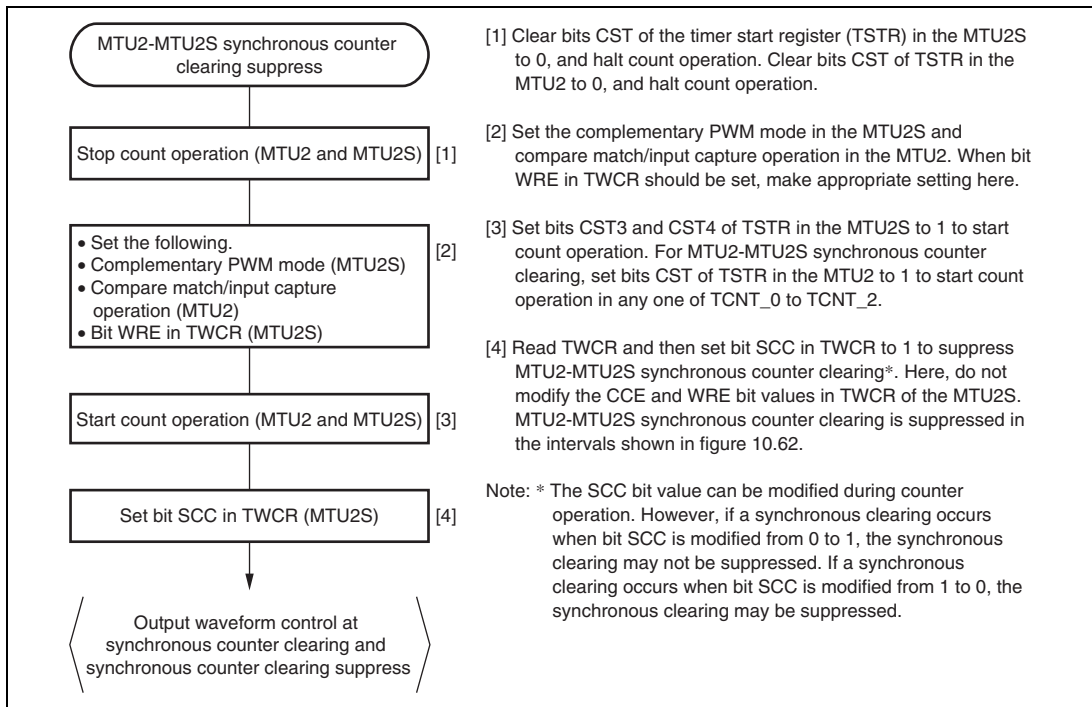 MTU2-MTU2S synchronous counter
clearing suppress
Stop count operation (MTU2 and MTU2S) [1]
• Set the following. [2]
• Complementary PWM mode (MTU2S)
• Compare match/input capture
operation (MTU2)
• Bit WRE in TWCR (MTU2S)
Start count operation (MTU2 and MTU2S) [3]
Set bit SCC in TWCR (MTU2S) [4]
Output waveform control at
synchronous counter clearing and
synchronous counter clearing suppress
[1] Clear bits CST of the timer start register (TSTR) in the MTU2S
to 0, and halt count operation. Clear bits CST of TSTR in the
MTU2 to 0, and halt count operation.
[2] Set the complementary PWM mode in the MTU2S and
compare match/input capture operation in the MTU2. When bit
WRE in TWCR should be set, make appropriate setting here.
[3] Set bits CST3 and CST4 of TSTR in the MTU2S to 1 to start
count operation. For MTU2-MTU2S synchronous counter
clearing, set bits CST of TSTR in the MTU2 to 1 to start count
operation in any one of TCNT_0 to TCNT_2.
[4] Read TWCR and then set bit SCC in TWCR to 1 to suppress
MTU2-MTU2S synchronous counter clearing*. Here, do not
modify the CCE and WRE bit values in TWCR of the MTU2S.
MTU2-MTU2S synchronous counter clearing is suppressed in
the intervals shown in figure 10.62.
Note: * The SCC bit value can be modified during counter
operation. However, if a synchronous clearing occurs
when bit SCC is modified from 0 to 1, the synchronous
clearing may not be suppressed. If a synchronous
clearing occurs when bit SCC is modified from 1 to 0, the
synchronous clearing may be suppressed.